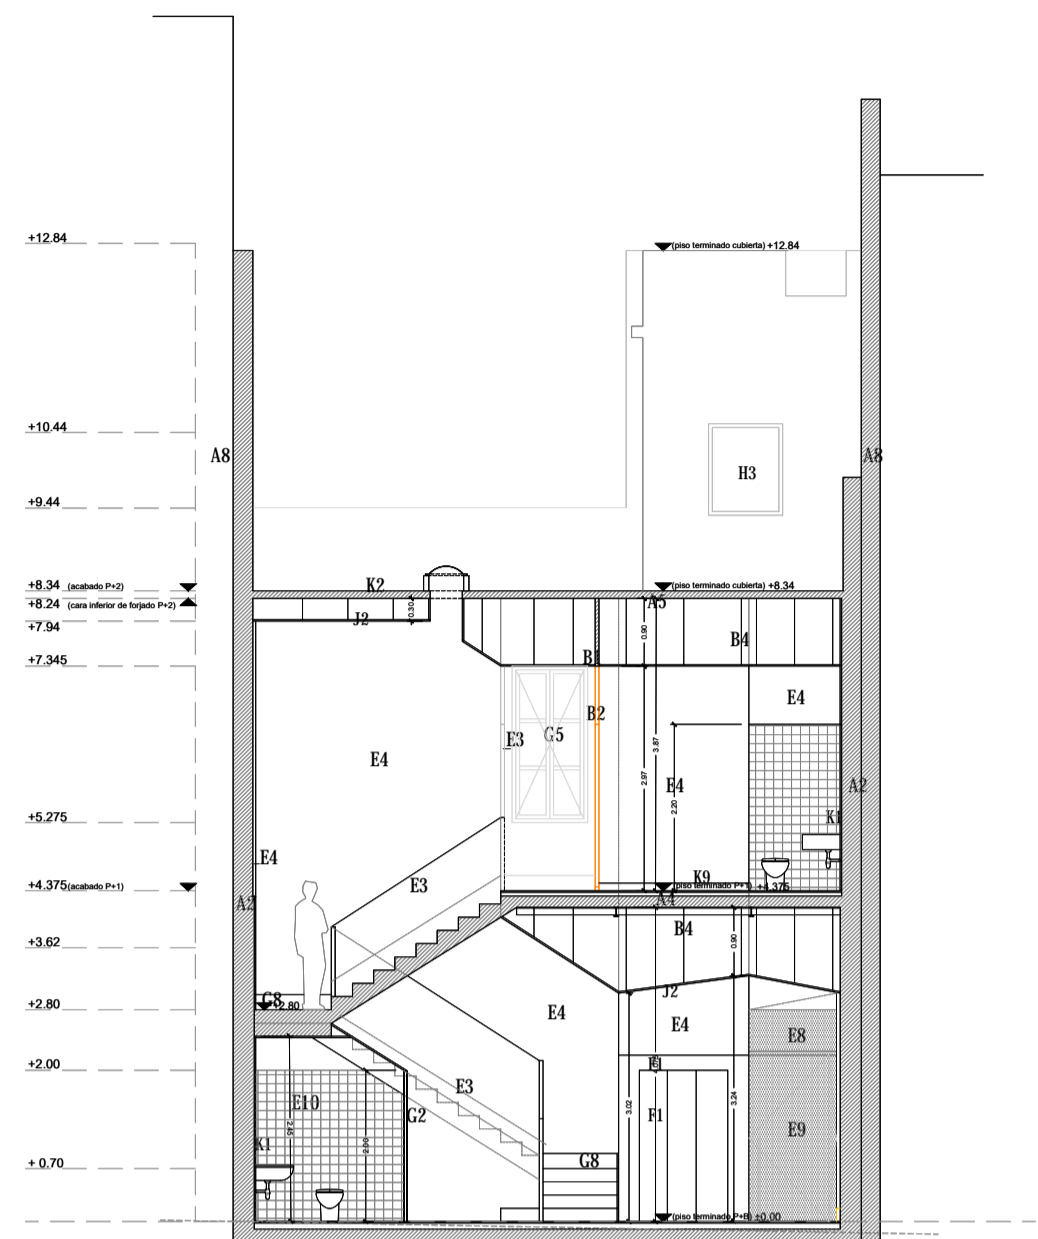 +12.84
(piso terminado cubierta) +12.84
+10.44
A8
A8
H3
+9.44
+8.34 (acabado P+2)
K2
(piso terminado cubierta) +8.34
+8.24 (cara inferior de forjado P+2)
0.30
A5
+7.94
J2
0.90
B4
+7.345
B1
E4
B2
G5
E3
E4
3.87
2.97
E4
2.20
A2
+5.275
K1
E4
E3
K9
+4.375(acabado P+1)
(piso terminado P+1) +4.375
A2
A4
B4
0.90
+3.62
G8
J2
+2.80
+2.80
E4
E4
E8
+2.00
E3
E10
G2
F1
3.02
3.24
E9
2.45
2.00
K1
G8
+ 0.70
(piso terminado P+B) ±0.00